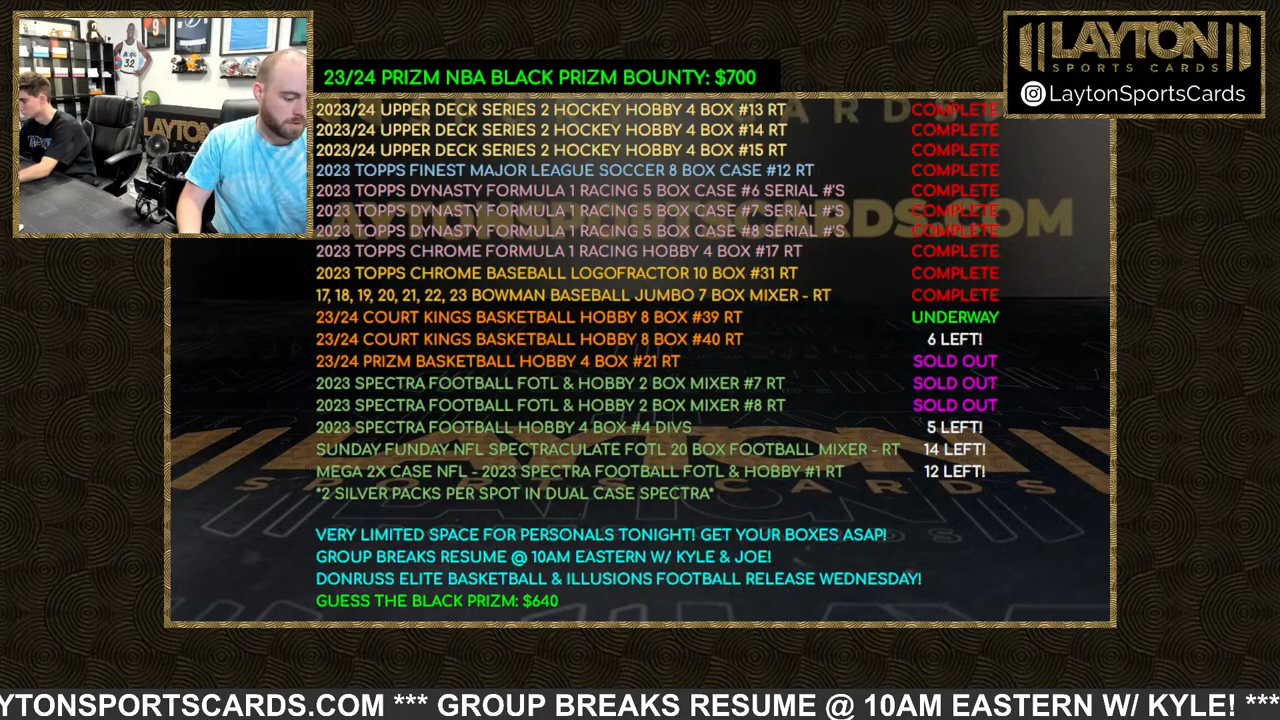 LAYTON
SPORTS CARDS
LaytonSportsCards
32
LAYTON
23/24 PRIZM NBA BLACK PRIZM BOUNTY: $700
2023/24 UPPER DECK SERIES 2 HOCKEY HOBBY 4 BOX #13 RT COMPLETE
2023/24 UPPER DECK SERIES 2 HOCKEY HOBBY 4 BOX #14 RT COMPLETE
2023/24 UPPER DECK SERIES 2 HOCKEY HOBBY 4 BOX #15 RT COMPLETE
2023 TOPPS FINEST MAJOR LEAGUE SOCCER 8 BOX CASE #12 RT COMPLETE
2023 TOPPS DYNASTY FORMULA 1 RACING 5 BOX CASE #6 SERIAL #'S COMPLETE
2023 TOPPS DYNASTY FORMULA 1 RACING 5 BOX CASE #7 SERIAL #'S COMPLETE
2023 TOPPS DYNASTY FORMULA 1 RACING 5 BOX CASE #8 SERIAL #'S COMPLETE
2023 TOPPS CHROME FORMULA 1 RACING HOBBY 4 BOX #17 RT COMPLETE
2023 TOPPS CHROME BASEBALL LOGOFRACTOR 10 BOX #31 RT COMPLETE
17, 18, 19, 20, 21, 22, 23 BOWMAN BASEBALL JUMBO 7 BOX MIXER - RT COMPLETE
23/24 COURT KINGS BASKETBALL HOBBY 8 BOX #39 RT UNDERWAY
23/24 COURT KINGS BASKETBALL HOBBY 8 BOX #40 RT 6 LEFT!
23/24 PRIZM BASKETBALL HOBBY 4 BOX #21 RT SOLD OUT
2023 SPECTRA FOOTBALL FOTL & HOBBY 2 BOX MIXER #7 RT SOLD OUT
2023 SPECTRA FOOTBALL FOTL & HOBBY 2 BOX MIXER #8 RT SOLD OUT
2023 SPECTRA FOOTBALL HOBBY 4 BOX #4 DIVS 5 LEFT!
SUNDAY FUNDAY NFL SPECTRACULATE FOTL 20 BOX FOOTBALL MIXER - RT 14 LEFT!
MEGA 2X CASE NFL - 2023 SPECTRA FOOTBALL FOTL & HOBBY #1 RT 12 LEFT!
*2 SILVER PACKS PER SPOT IN DUAL CASE SPECTRA*
VERY LIMITED SPACE FOR PERSONALS TONIGHT! GET YOUR BOXES ASAP!
GROUP BREAKS RESUME @ 10AM EASTERN W/ KYLE & JOE!
DONRUSS ELITE BASKETBALL & ILLUSIONS FOOTBALL RELEASE WEDNESDAY!
GUESS THE BLACK PRIZM: $640
AYTONSPORTSCARDS.COM *** GROUP BREAKS RESUME @ 10AM EASTERN W/ KYLE! ***